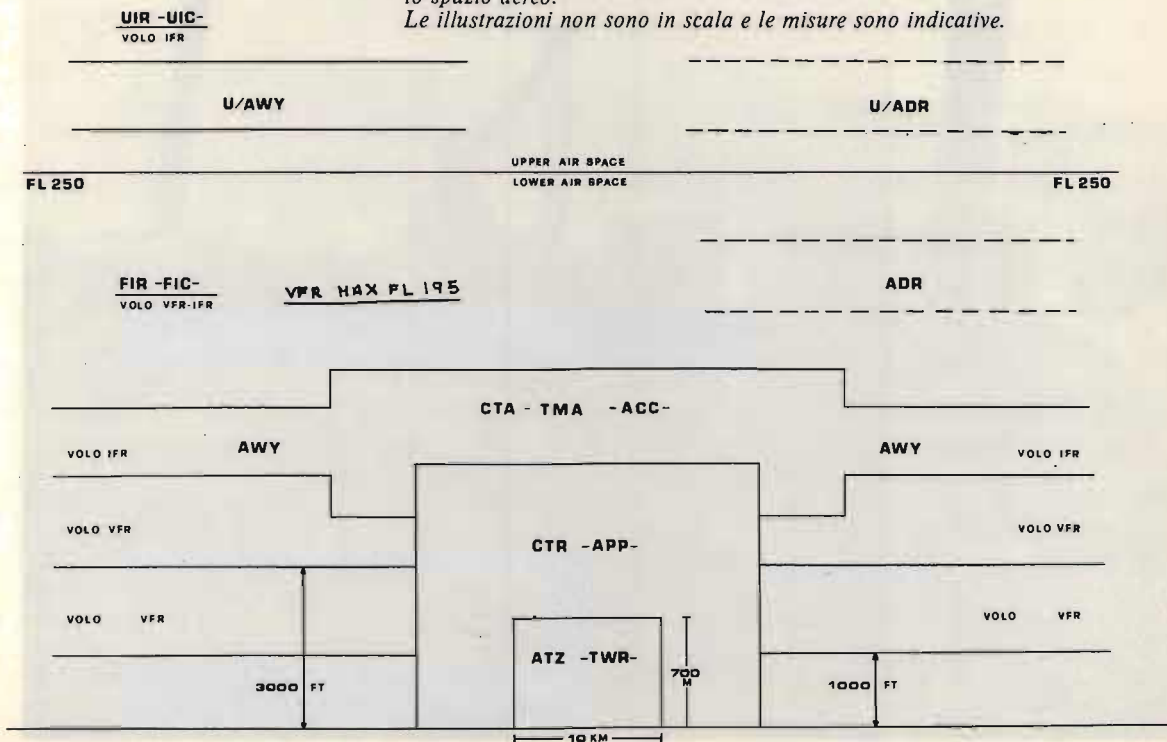 Le illustrazioni non sono in scala e le misure sono indicative.
UIR -UIC-
VOLO IFR
U/AWY
U/ADR
UPPER AIR SPACE
FL 250
LOWER AIR SPACE
FL 250
FIR -FIC-
VOLO VFR-IFR
VFR MAX FL 195
ADR
CTA - TMA -ACC-
VOLO IFR
AWY
AWY
VOLO IFR
VOLO VFR
CTR -APP-
VOLO VFR
VOLO VFR
VOLO VFR
ATZ -TWR-
3000 FT
700 M
1000 FT
10 KM